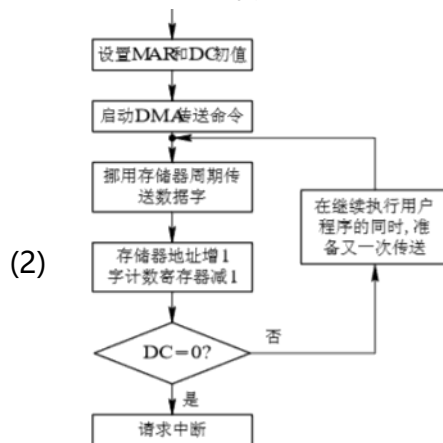 设置MAR和DC初值
启动DMA传送命令
挪用存储器周期传
送数据字
在继续执行用户
程序的同时, 准
备又一次传送
(2)
存储器地址增1
字计数寄存器减1
DC=0?
否
是
请求中断